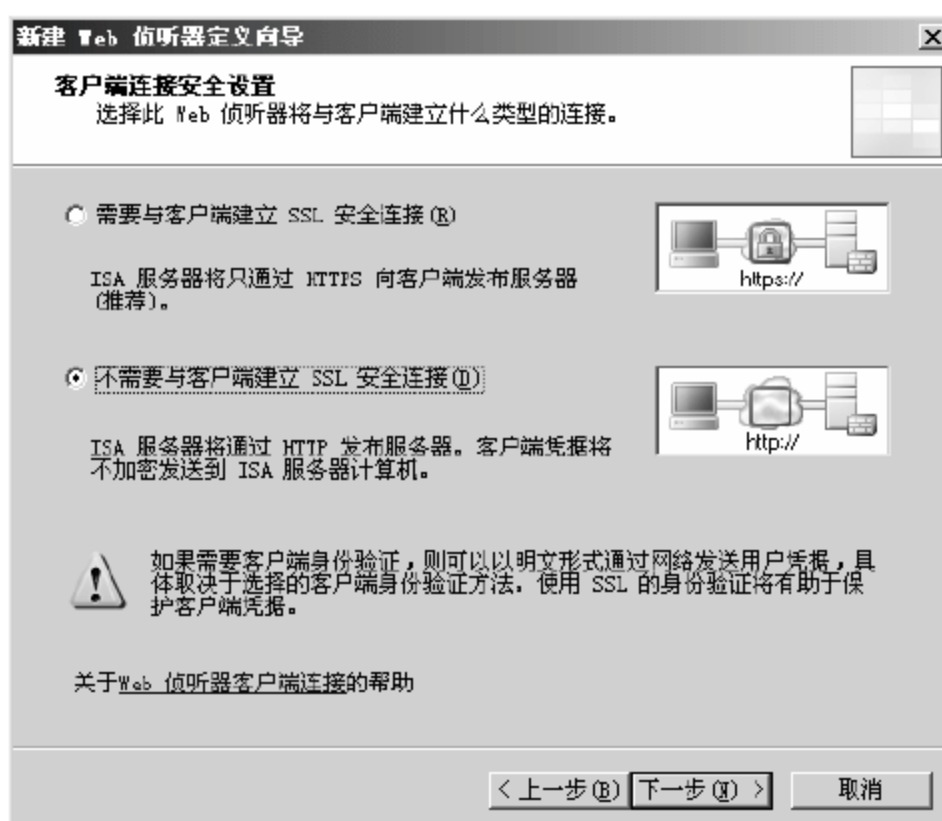 新建 Web 侦听器定义向导
客户端连接安全设置
选择此 Web 侦听器将与客户端建立什么类型的连接。
需要与客户端建立 SSL 安全连接(R)
ISA 服务器将只通过 HTTPS 向客户端发布服务器
(推荐)。
https://
不需要与客户端建立 SSL 安全连接(D)
ISA 服务器将通过 HTTP 发布服务器。客户端凭据将
不加密发送到 ISA 服务器计算机。
http://
如果需要客户端身份验证，则可以以明文形式通过网络发送用户凭据，具
体取决于选择的客户端身份验证方法。使用 SSL 的身份验证将有助于保
护客户端凭据。
关于Web 侦听器客户端连接的帮助
< 上一步(B) 下一步(N) > 取消